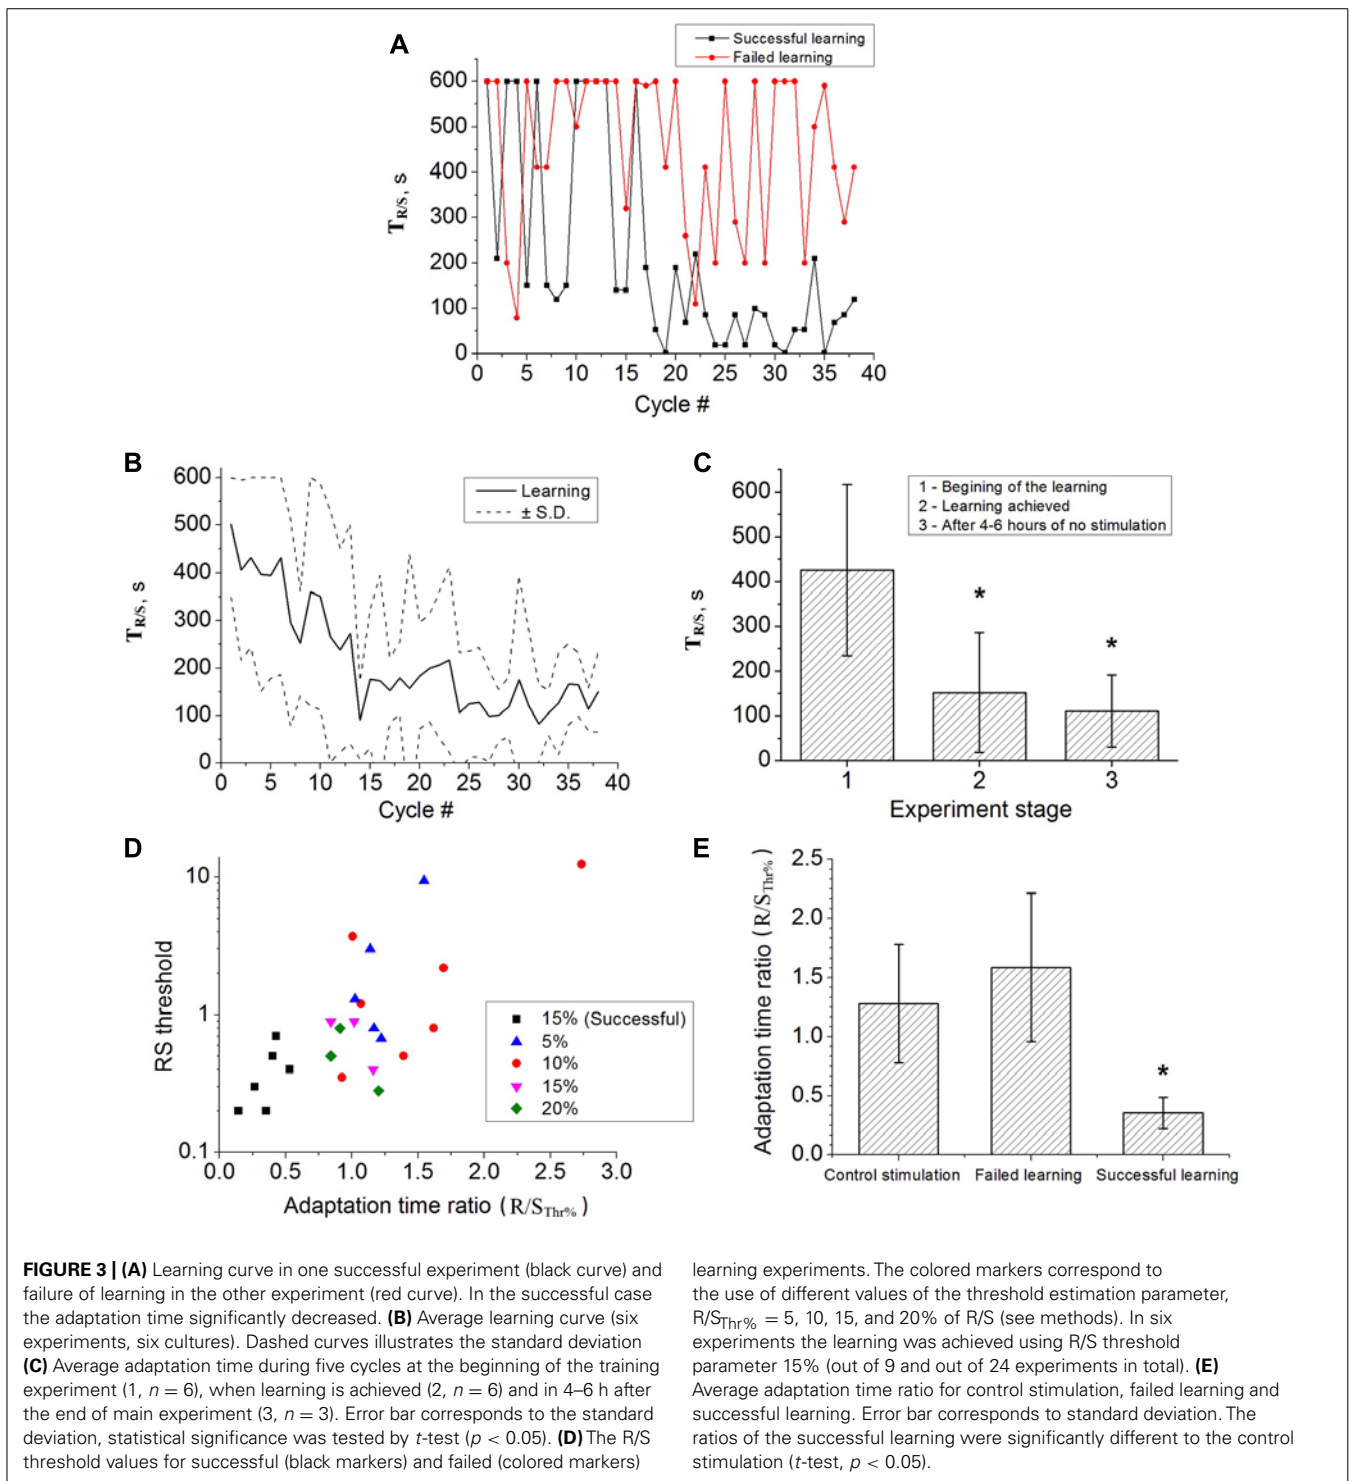 A
Successful learning
Failed learning
600
500
400
300
200
100
0
T_R/S, s
0 5 10 15 20 25 30 35 40
Cycle #
B
600
500
400
300
200
100
0
T_R/S, s
Learning
± S.D.
0 5 10 15 20 25 30 35 40
Cycle #
C
600
500
400
300
200
100
0
T_R/S, s
1 - Begining of the learning
2 - Learning achieved
3 - After 4-6 hours of no stimulation
*
*
1 2 3
Experiment stage
D
10
1
0.1
RS threshold
15% (Successful)
5%
10%
15%
20%
0.0 0.5 1.0 1.5 2.0 2.5 3.0
Adaptation time ratio (R/S_Thr%)
E
2.5
2.0
1.5
1.0
0.5
0.0
Adaptation time ratio (R/S_Thr%)
*
Control stimulation Failed learning Successful learning
FIGURE 3 | (A) Learning curve in one successful experiment (black curve) and
failure of learning in the other experiment (red curve). In the successful case
the adaptation time significantly decreased. (B) Average learning curve (six
experiments, six cultures). Dashed curves illustrates the standard deviation
(C) Average adaptation time during five cycles at the beginning of the training
experiment (1, n = 6), when learning is achieved (2, n = 6) and in 4–6 h after
the end of main experiment (3, n = 3). Error bar corresponds to the standard
deviation, statistical significance was tested by t-test (p < 0.05). (D) The R/S
threshold values for successful (black markers) and failed (colored markers)
learning experiments. The colored markers correspond to
the use of different values of the threshold estimation parameter,
R/S_Thr% = 5, 10, 15, and 20% of R/S (see methods). In six
experiments the learning was achieved using R/S threshold
parameter 15% (out of 9 and out of 24 experiments in total). (E)
Average adaptation time ratio for control stimulation, failed learning and
successful learning. Error bar corresponds to standard deviation. The
ratios of the successful learning were significantly different to the control
stimulation (t-test, p < 0.05).